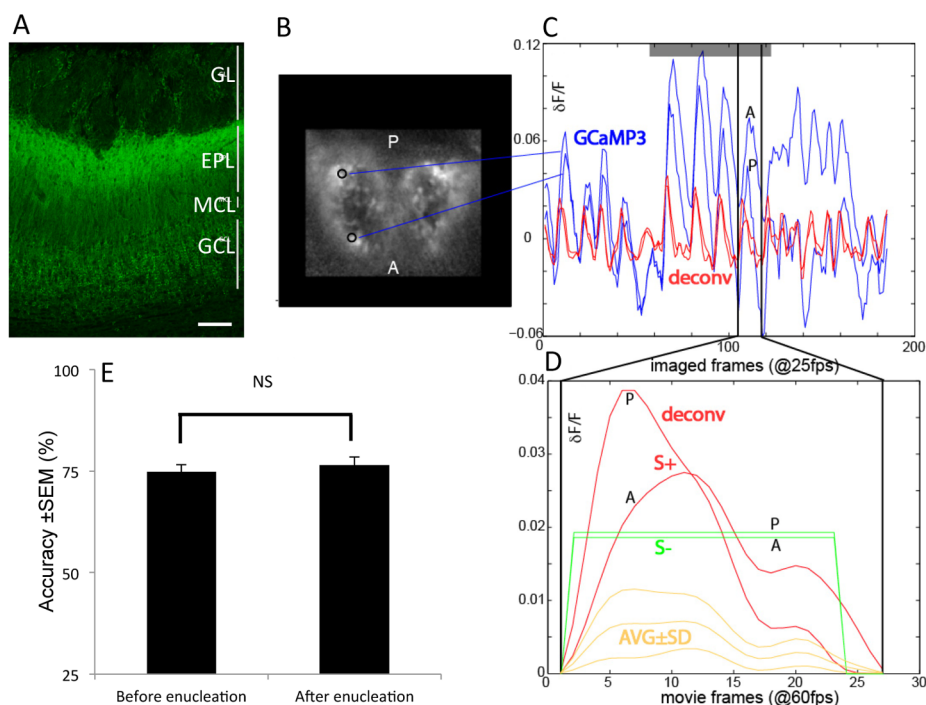 A
GL
EPL
MCL
GCL
B
P
A
C
0.12
0.06
0
−0.06
δF/F
GCaMP3
A
P
deconv
0
100
200
imaged frames (@25fps)
D
0.04
0.03
0.02
0.01
0
δF/F
P
deconv
S+
A
P
S-
A
AVG±SD
0
5
10
15
20
25
30
movie frames (@60fps)
E
100
75
50
25
Accuracy ±SEM (%)
NS
Before enucleation
After enucleation